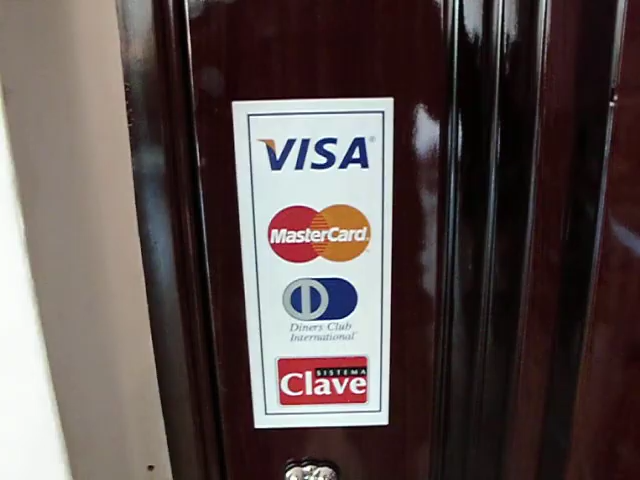 VISA
MasterCard
Diners Club
International
SISTEMA
Clave